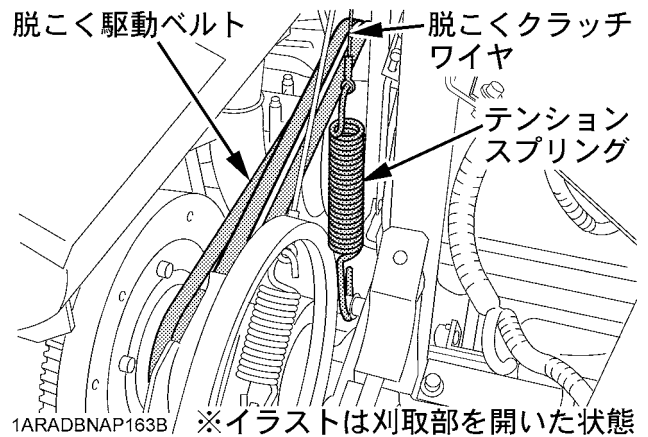 脱こく駆動ベルト
脱こくクラッチ
ワイヤ
テンション
スプリング
1ARADBNAP163B
※イラストは刈取部を開いた状態